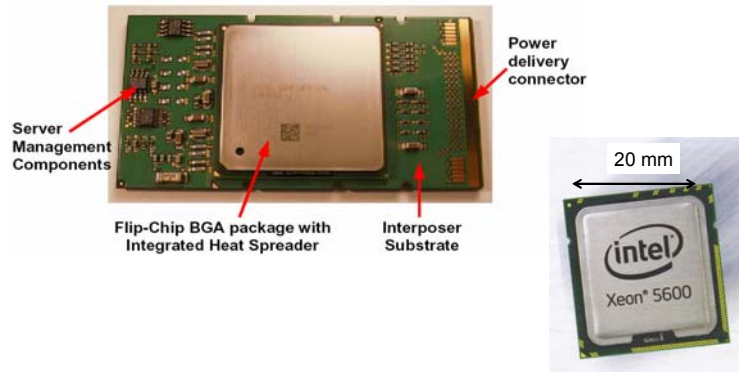 Power
delivery
connector
Server
Management
Components
Flip-Chip BGA package with
Integrated Heat Spreader
Interposer
Substrate
20 mm
intel
Xeon® 5600